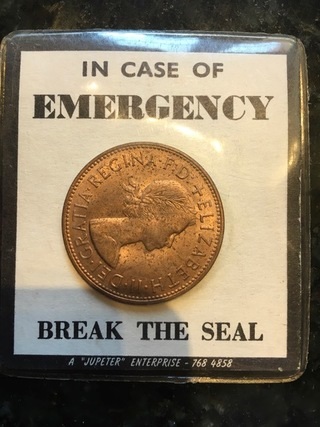 IN CASE OF
EMERGENCY
DEI·GRATIA·REGINA·F:D·+ELIZABETH·II·
BREAK THE SEAL
A "JUPETER" ENTERPRISE - 768 4858